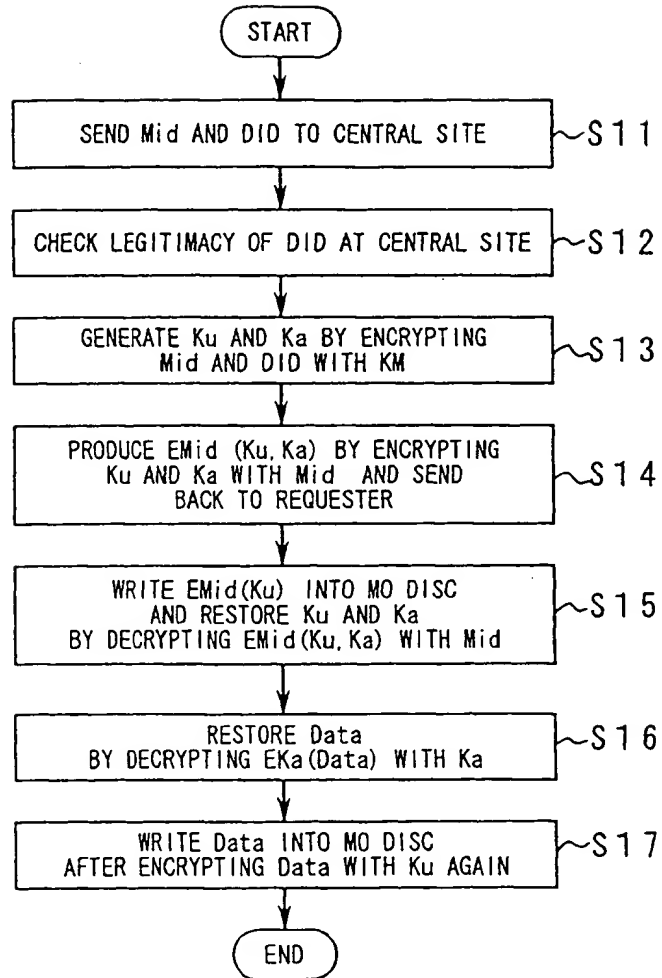 START
SEND Mid AND DID TO CENTRAL SITE
S11
CHECK LEGITIMACY OF DID AT CENTRAL SITE
S12
GENERATE Ku AND Ka BY ENCRYPTING
Mid AND DID WITH KM
S13
PRODUCE EMid (Ku, Ka) BY ENCRYPTING
Ku AND Ka WITH Mid AND SEND
BACK TO REQUESTER
S14
WRITE EMid(Ku) INTO MO DISC
AND RESTORE Ku AND Ka
BY DECRYPTING EMid(Ku, Ka) WITH Mid
S15
RESTORE Data
BY DECRYPTING EKa(Data) WITH Ka
S16
WRITE Data INTO MO DISC
AFTER ENCRYPTING Data WITH Ku AGAIN
S17
END